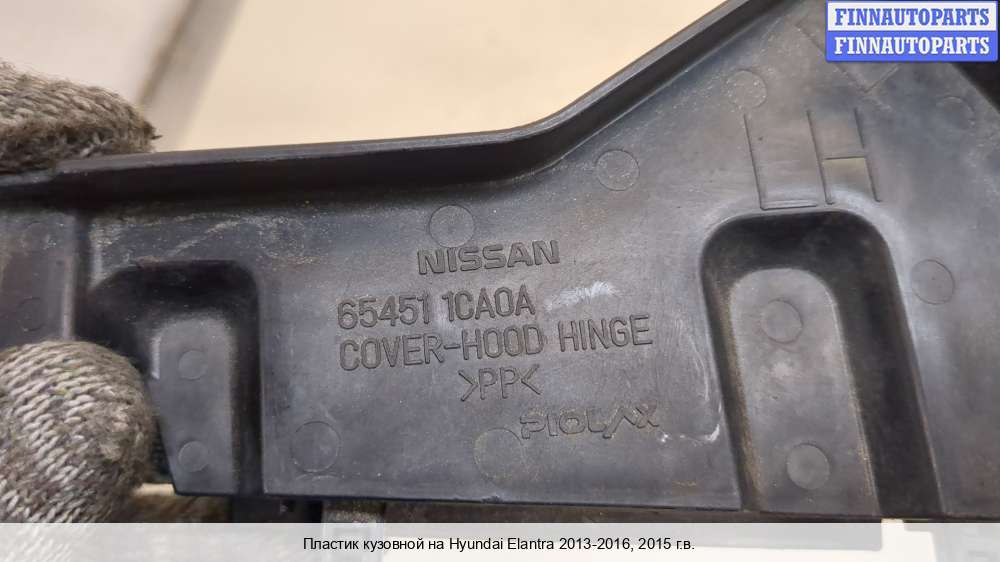 FINNAUTOPARTS
FINNAUTOPARTS
LH
NISSAN
65451 1CA0A
COVER-HOOD HINGE
>PP<
PIOLAX
Пластик кузовной на Hyundai Elantra 2013-2016, 2015 г.в.